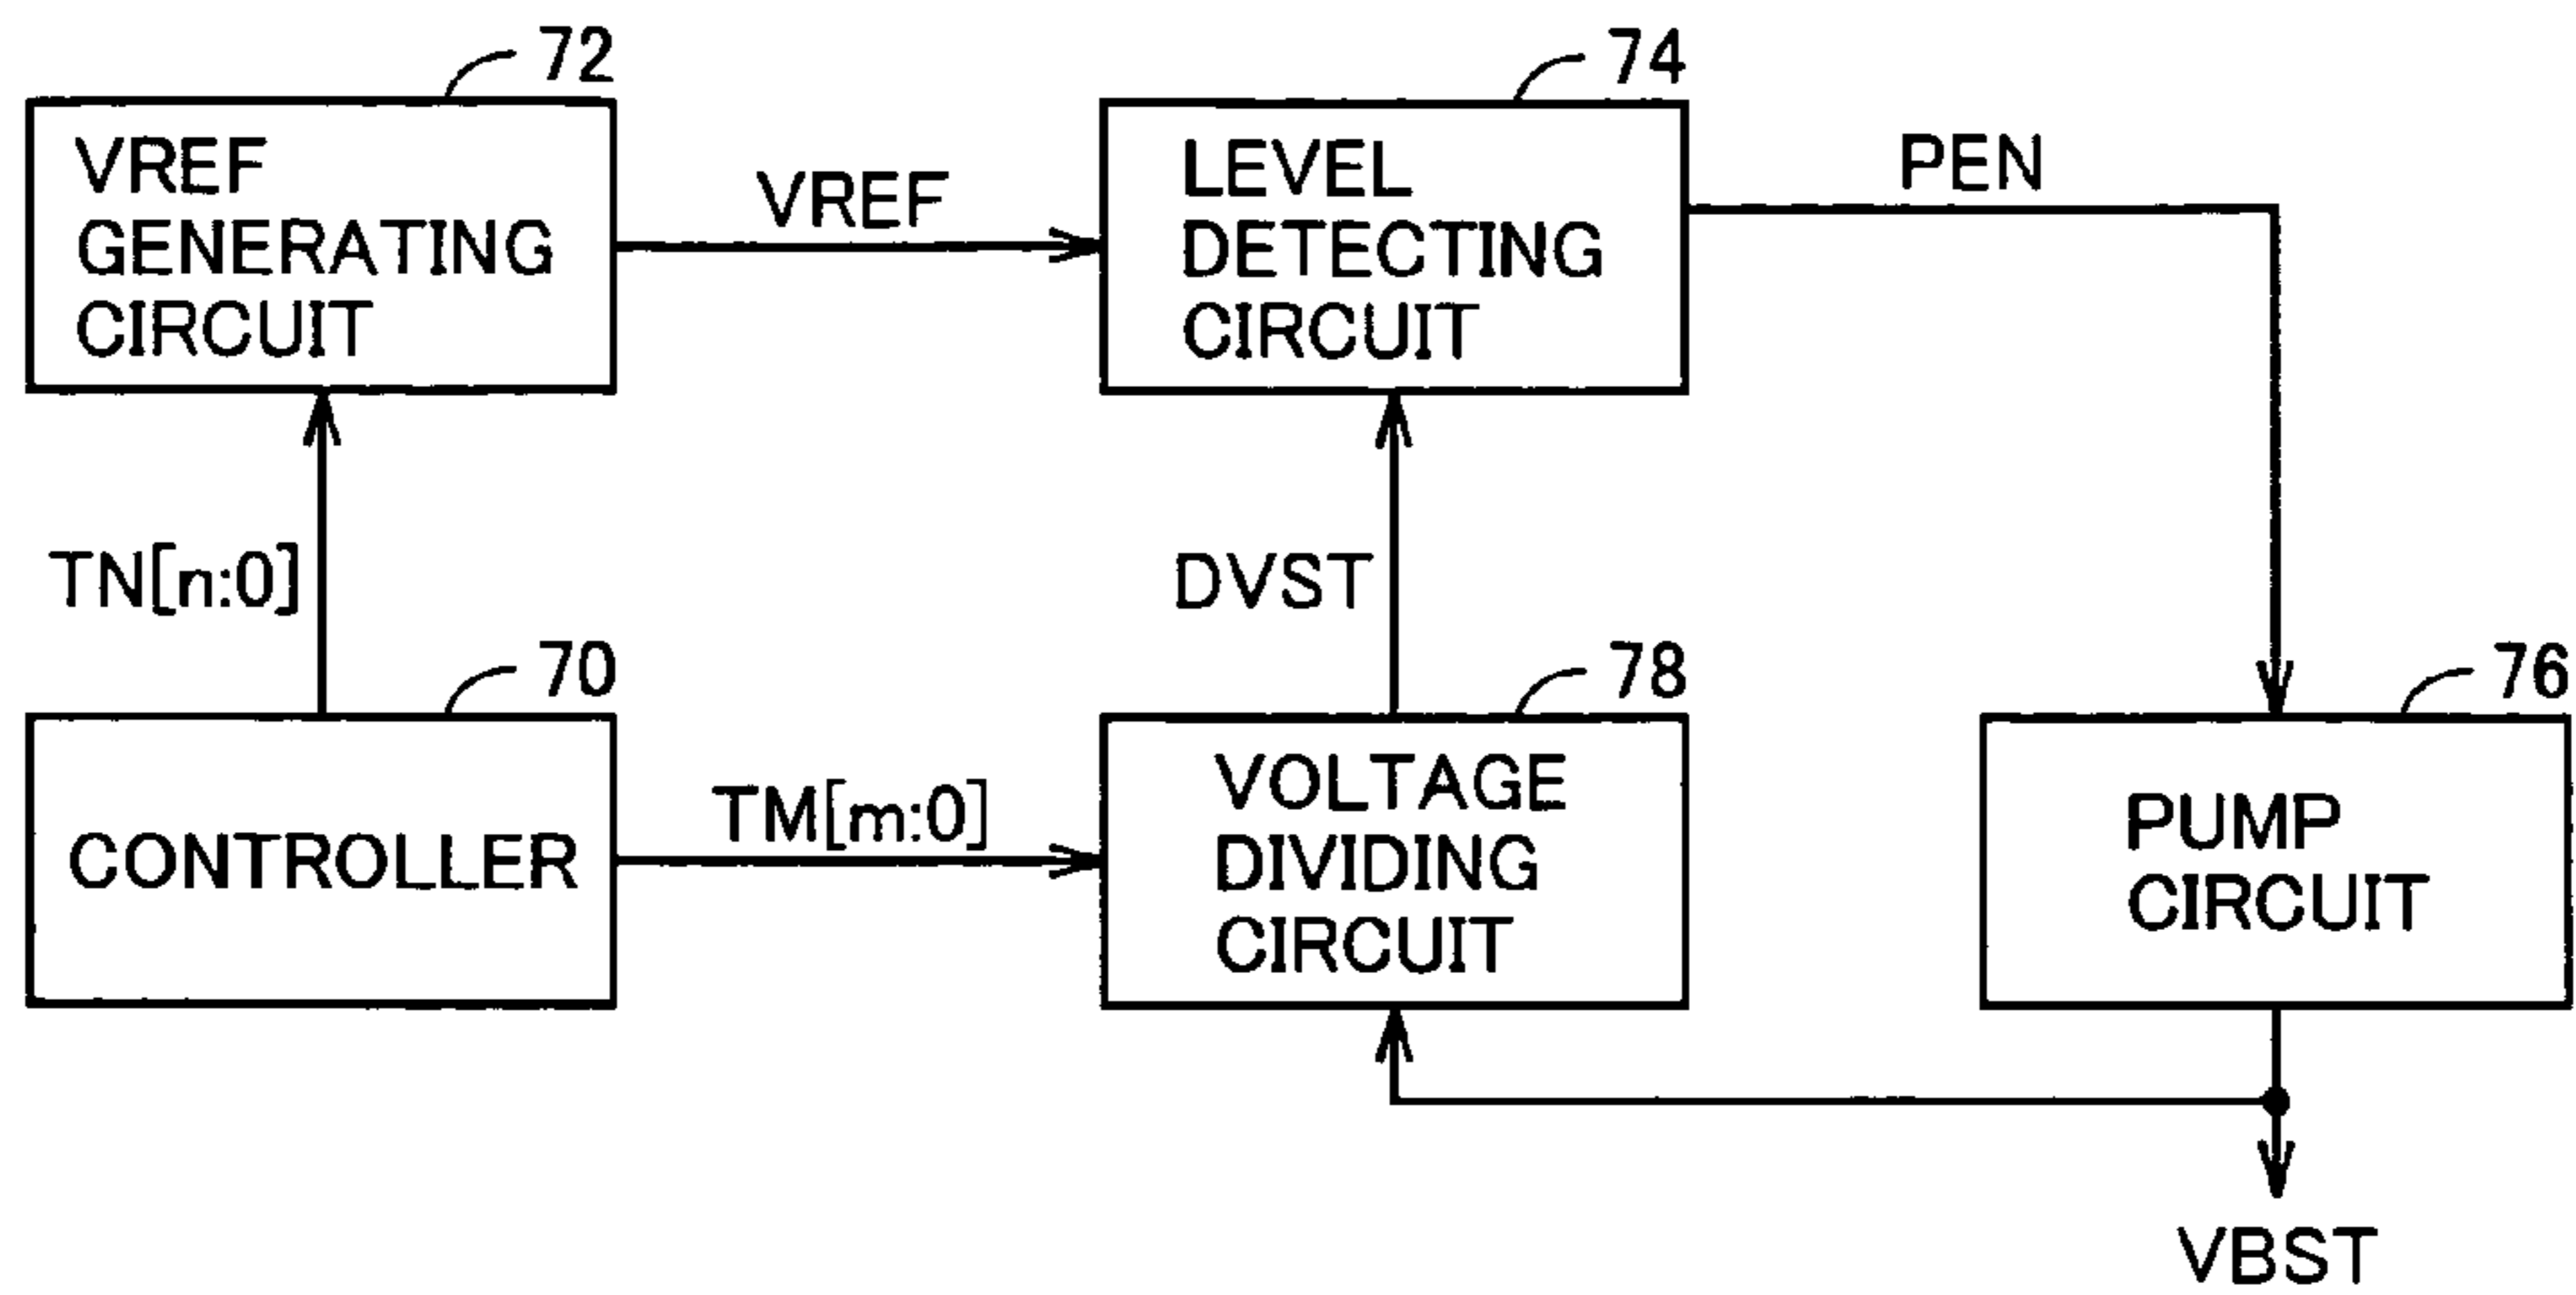 72
74
VREF
GENERATING
CIRCUIT
VREF
LEVEL
DETECTING
CIRCUIT
PEN
TN[n:0]
DVST
70
78
76
CONTROLLER
TM[m:0]
VOLTAGE
DIVIDING
CIRCUIT
PUMP
CIRCUIT
VBST